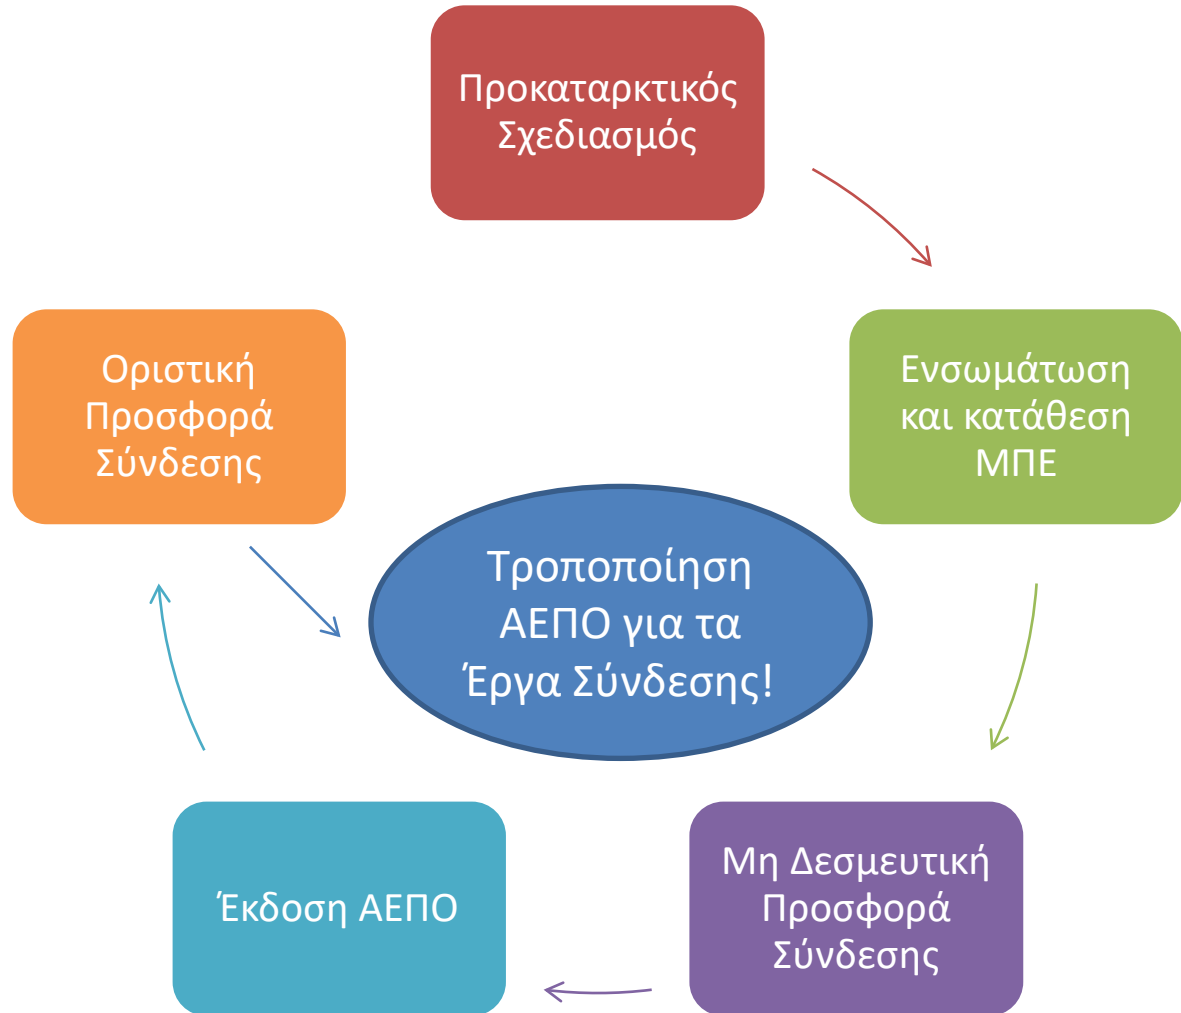 Προκαταρκτικός
Σχεδιασμός
Ενσωμάτωση
και κατάθεση
ΜΠΕ
Μη Δεσμευτική
Προσφορά
Σύνδεσης
Έκδοση ΑΕΠΟ
Οριστική
Προσφορά
Σύνδεσης
Τροποποίηση
ΑΕΠΟ για τα
Έργα Σύνδεσης!